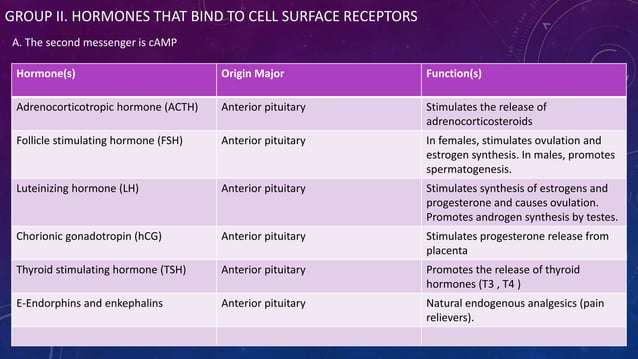 GROUP II. HORMONES THAT BIND TO CELL SURFACE RECEPTORS
A. The second messenger is cAMP
Hormone(s) Origin Major Function(s)
Adrenocorticotropic hormone (ACTH) Anterior pituitary Stimulates the release of
adrenocorticosteroids
Follicle stimulating hormone (FSH) Anterior pituitary In females, stimulates ovulation and
estrogen synthesis. In males, promotes
spermatogenesis.
Luteinizing hormone (LH) Anterior pituitary Stimulates synthesis of estrogens and
progesterone and causes ovulation.
Promotes androgen synthesis by testes.
Chorionic gonadotropin (hCG) Anterior pituitary Stimulates progesterone release from
placenta
Thyroid stimulating hormone (TSH) Anterior pituitary Promotes the release of thyroid
hormones (T3 , T4 )
E-Endorphins and enkephalins Anterior pituitary Natural endogenous analgesics (pain
relievers).